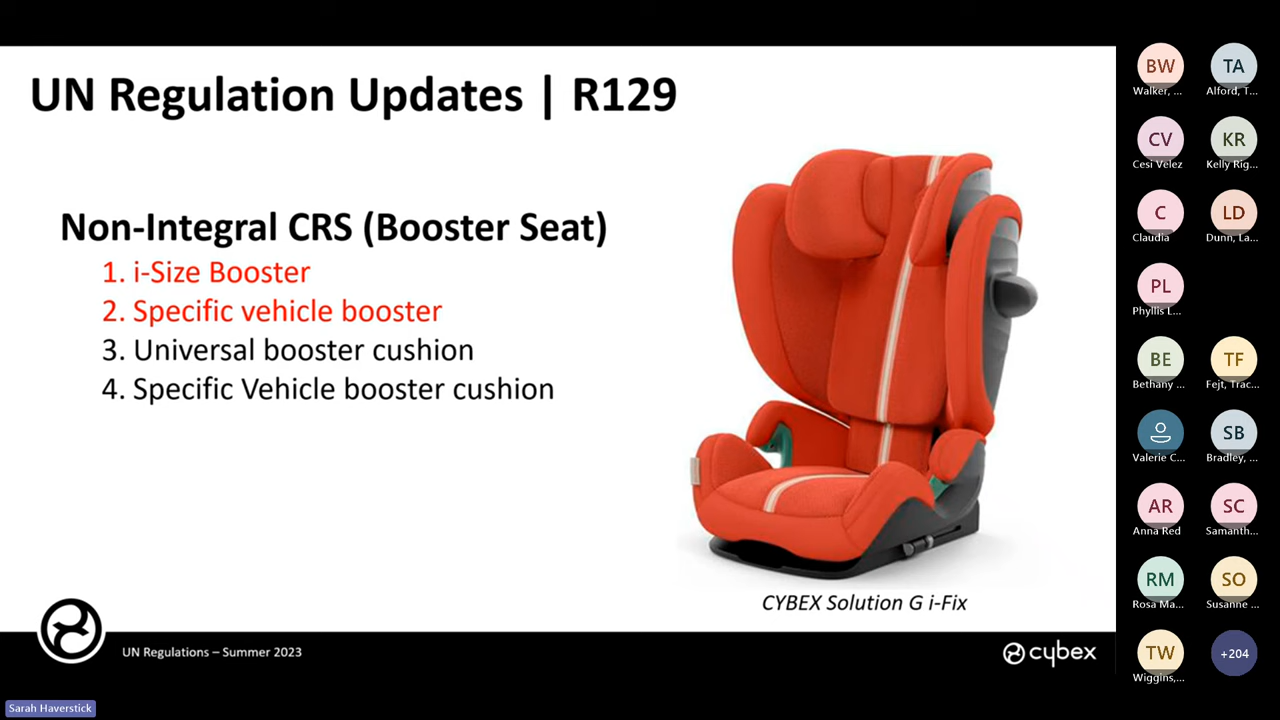 UN Regulation Updates | R129
Non-Integral CRS (Booster Seat)
1. i-Size Booster
2. Specific vehicle booster
3. Universal booster cushion
4. Specific Vehicle booster cushion
CYBEX Solution G i-Fix
UN Regulations – Summer 2023
cybex
BW
Walker, ...
TA
Alford, T...
CV
Cesi Velez
KR
Kelly Rig...
C
Claudia
LD
Dunn, La...
PL
Phyllis L...
BE
Bethany ...
TF
Fejt, Trac...
Valerie C...
SB
Bradley, ...
AR
Anna Red
SC
Samanth...
RM
Rosa Ma...
SO
Susanne ...
TW
Wiggins,...
+204
Sarah Haverstick